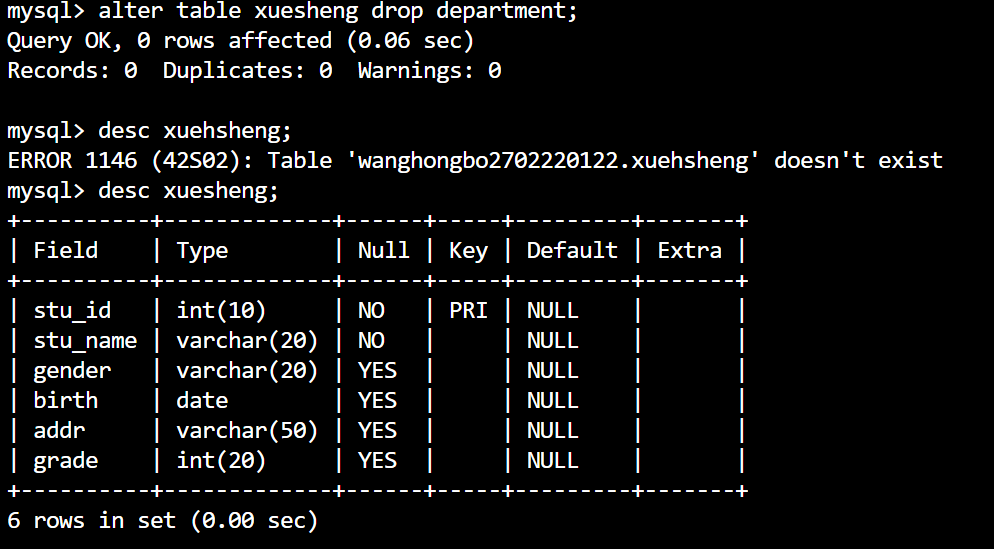 mysql> alter table xuesheng drop department;
Query OK, 0 rows affected (0.06 sec)
Records: 0  Duplicates: 0  Warnings: 0

mysql> desc xuehsheng;
ERROR 1146 (42S02): Table 'wanghongbo2702220122.xuehsheng' doesn't exist
mysql> desc xuesheng;
+----------+-------------+------+-----+---------+-------+
| Field    | Type        | Null | Key | Default | Extra |
+----------+-------------+------+-----+---------+-------+
| stu_id   | int(10)     | NO   | PRI | NULL    |       |
| stu_name | varchar(20) | NO   |     | NULL    |       |
| gender   | varchar(20) | YES  |     | NULL    |       |
| birth    | date        | YES  |     | NULL    |       |
| addr     | varchar(50) | YES  |     | NULL    |       |
| grade    | int(20)     | YES  |     | NULL    |       |
+----------+-------------+------+-----+---------+-------+
6 rows in set (0.00 sec)